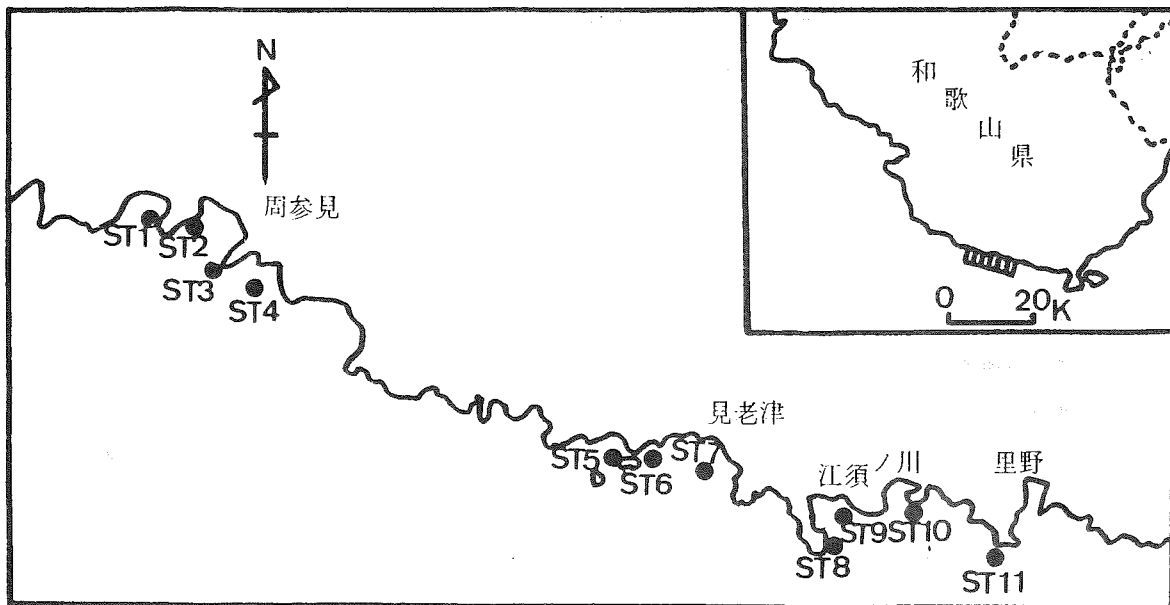 N
和歌山県
周参見
ST1
ST2
ST3
ST4
0 20K
見老津
ST5
ST6
ST7
江須ノ川
里野
ST8
ST9
ST10
ST11